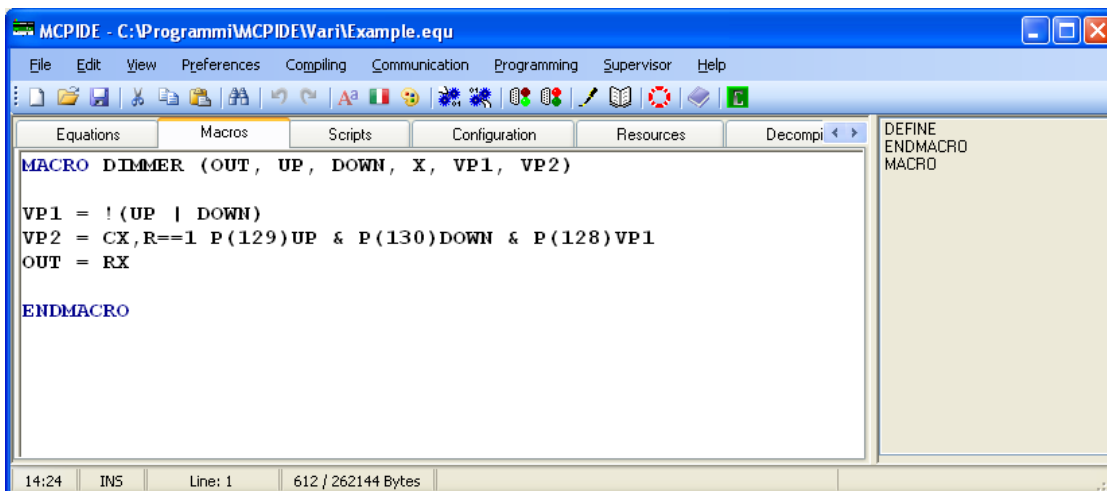 MCPIDE - C:\Programmi\MCPIDE\Vari\Example.equ
File Edit View Preferences Compiling Communication Programming Supervisor Help
Equations Macros Scripts Configuration Resources Decompi
MACRO DIMMER (OUT, UP, DOWN, X, VP1, VP2)
VP1 = !(UP | DOWN)
VP2 = CX,R==1 P(129)UP & P(130)DOWN & P(128)VP1
OUT = RX
ENDMACRO
DEFINE
ENDMACRO
MACRO
14:24 INS Line: 1 612 / 262144 Bytes